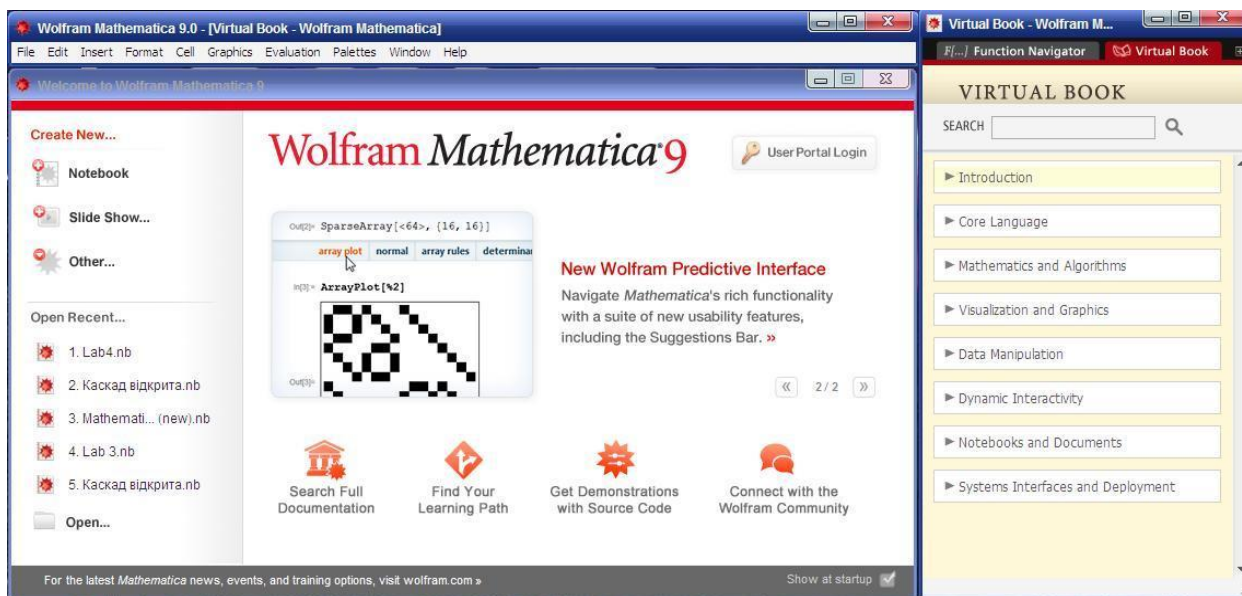 Wolfram Mathematica 9.0 - [Virtual Book - Wolfram Mathematica]
File Edit Insert Format Cell Graphics Evaluation Palettes Window Help
Welcome to Wolfram Mathematica 9
Create New...
Notebook
Slide Show...
Other...
Open Recent...
1. Lab4.nb
2. Каскад відкрита.nb
3. Mathemati... (new).nb
4. Lab 3.nb
5. Каскад відкрита.nb
Open...
Wolfram Mathematica 9
User Portal Login
Out[2]= SparseArray[<64>, {16, 16}]
array plot normal array rules determinan
In[3]:= ArrayPlot[%2]
Out[3]=
New Wolfram Predictive Interface
Navigate Mathematica's rich functionality
with a suite of new usability features,
including the Suggestions Bar. »
« 2/2 »
Search Full
Documentation
Find Your
Learning Path
Get Demonstrations
with Source Code
Connect with the
Wolfram Community
For the latest Mathematica news, events, and training options, visit wolfram.com »
Show at startup
Virtual Book - Wolfram M...
F[...] Function Navigator Virtual Book
VIRTUAL BOOK
SEARCH
Introduction
Core Language
Mathematics and Algorithms
Visualization and Graphics
Data Manipulation
Dynamic Interactivity
Notebooks and Documents
Systems Interfaces and Deployment